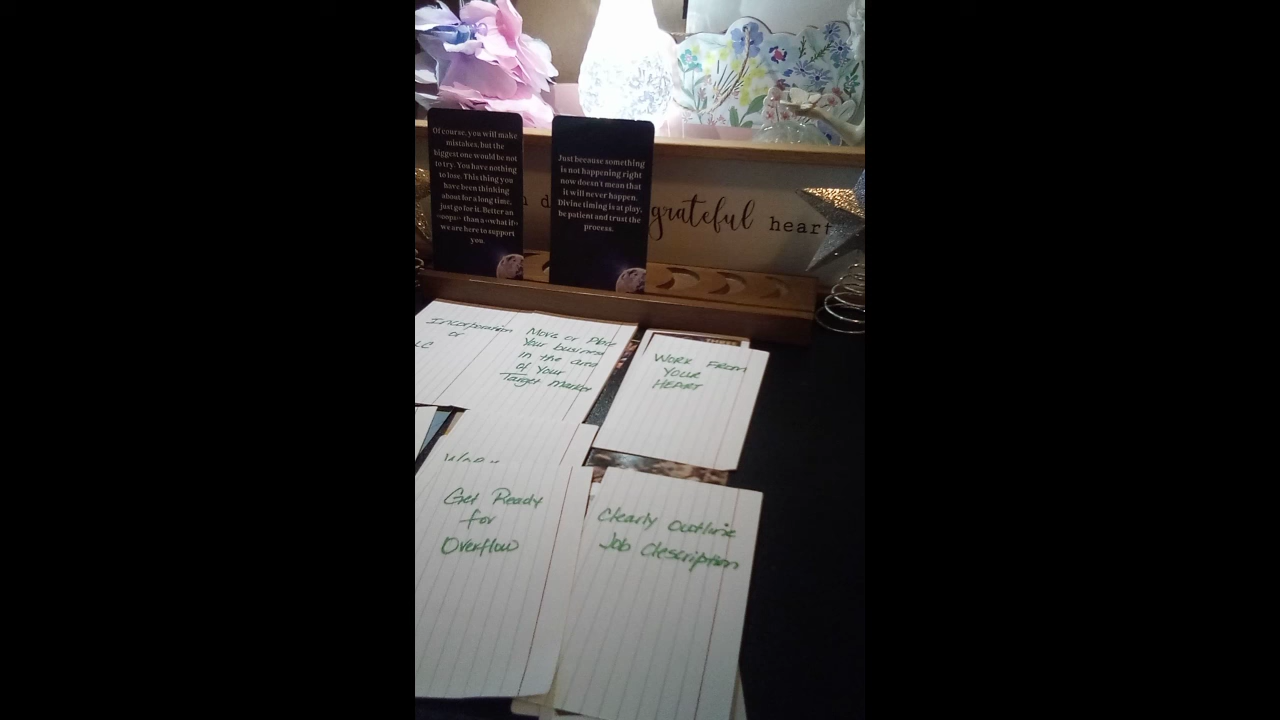 Of course, you will make
mistakes, but the
biggest one would be not
to try. You have nothing
to lose. This thing you
have been thinking
about for a long time,
just go for it. Better an
«oops» than a «what if»
we are here to support
you.
Just because something
is not happening right
now doesn't mean that
it will never happen.
Divine timing is at play,
be patient and trust the
process.
grateful heart
Incorporation
or
LC
Move or Place
Your business
in the area
of Your
Target Market
WORK FROM
YOUR
HEART
Get Ready
for
Overflow
Clearly Outline
Job description